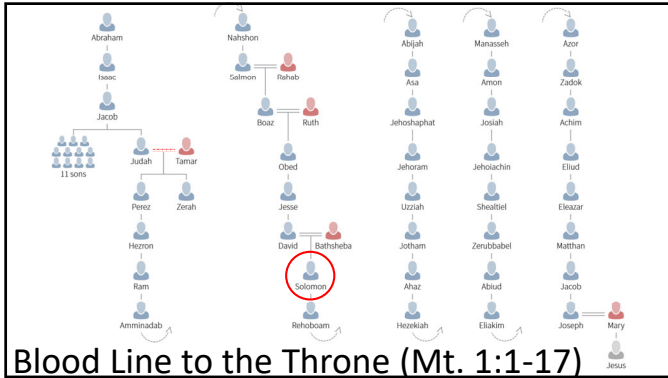 Abraham
Isaac
Jacob
11 sons
Judah Tamar
Perez Zerah
Hezron
Ram
Amminadab
Nahshon
Salmon Rahab
Boaz Ruth
Obed
Jesse
David Bathsheba
Solomon
Rehoboam
Abijah
Asa
Jehoshaphat
Jehoram
Uzziah
Jotham
Ahaz
Hezekiah
Manasseh
Amon
Josiah
Jehoiachin
Shealtiel
Zerubbabel
Abiud
Eliakim
Azor
Zadok
Achim
Eliud
Eleazar
Matthan
Jacob
Joseph Mary
Jesus
Blood Line to the Throne (Mt. 1:1-17)